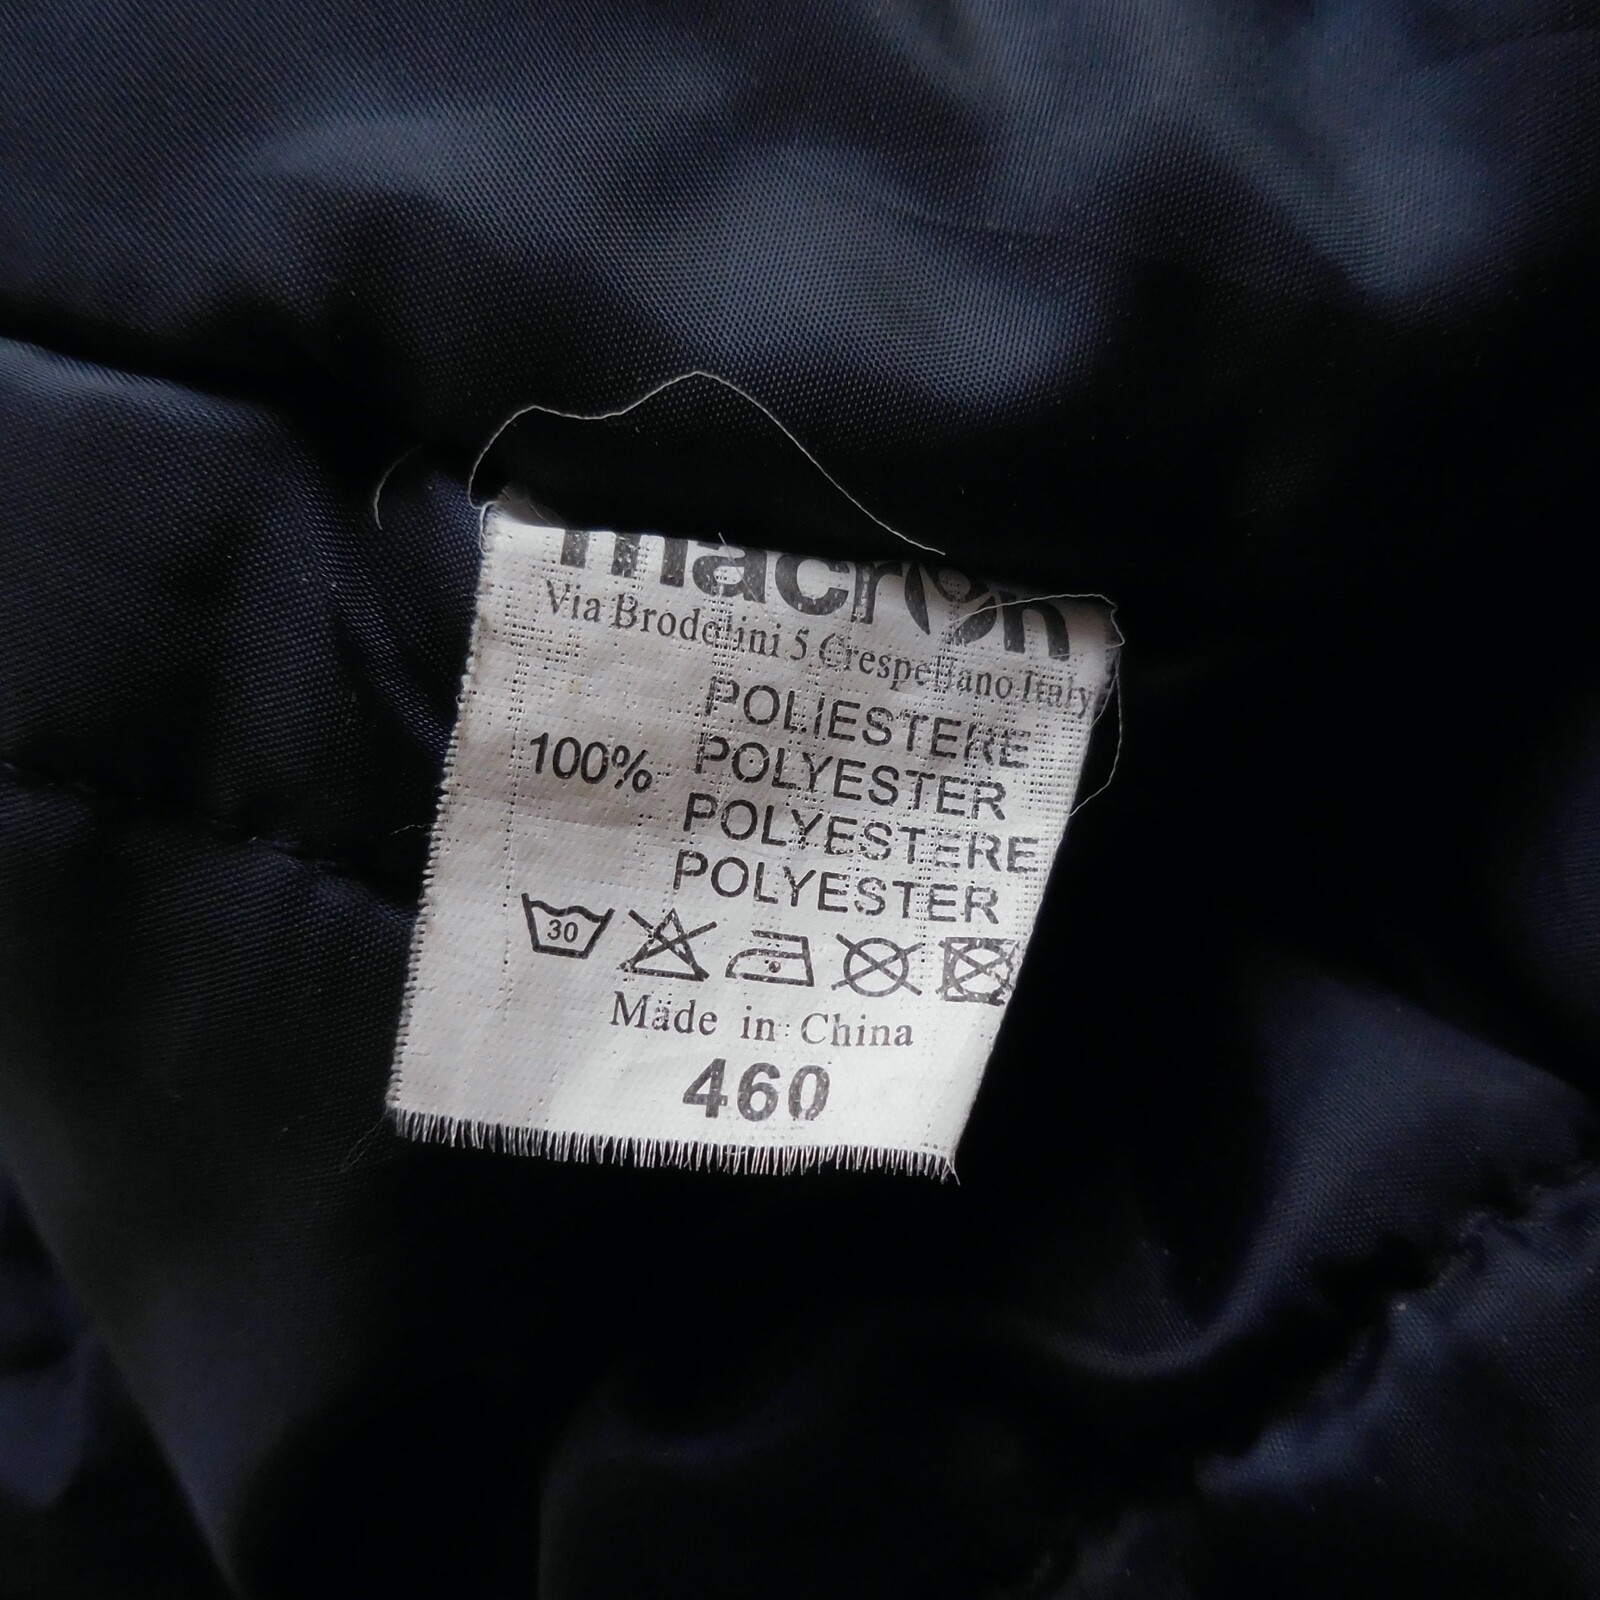 macron
Via Brodolini 5 Crespellano Italy
POLIESTERE
100% POLYESTER
POLYESTERE
POLYESTER
30
Made in China
460